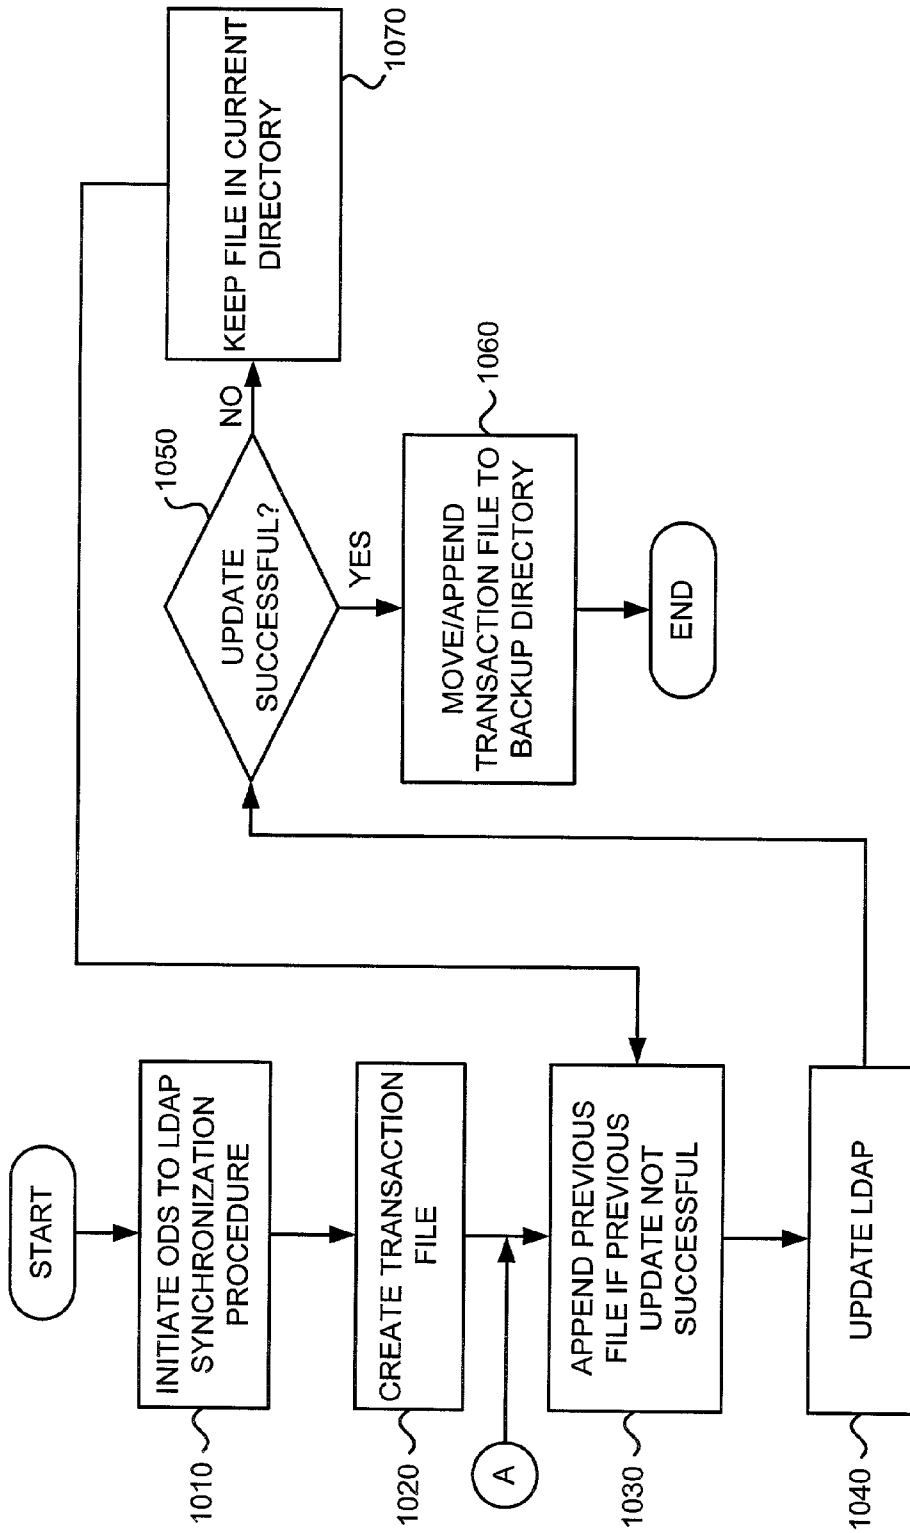 START
INITIATE ODS TO LDAP
SYNCHRONIZATION
PROCEDURE
1010
CREATE TRANSACTION
FILE
1020
A
APPEND PREVIOUS
FILE IF PREVIOUS
UPDATE NOT
SUCCESSFUL
1030
UPDATE LDAP
1040
UPDATE
SUCCESSFUL?
1050
NO
YES
MOVE/APPEND
TRANSACTION FILE TO
BACKUP DIRECTORY
1060
END
KEEP FILE IN CURRENT
DIRECTORY
1070